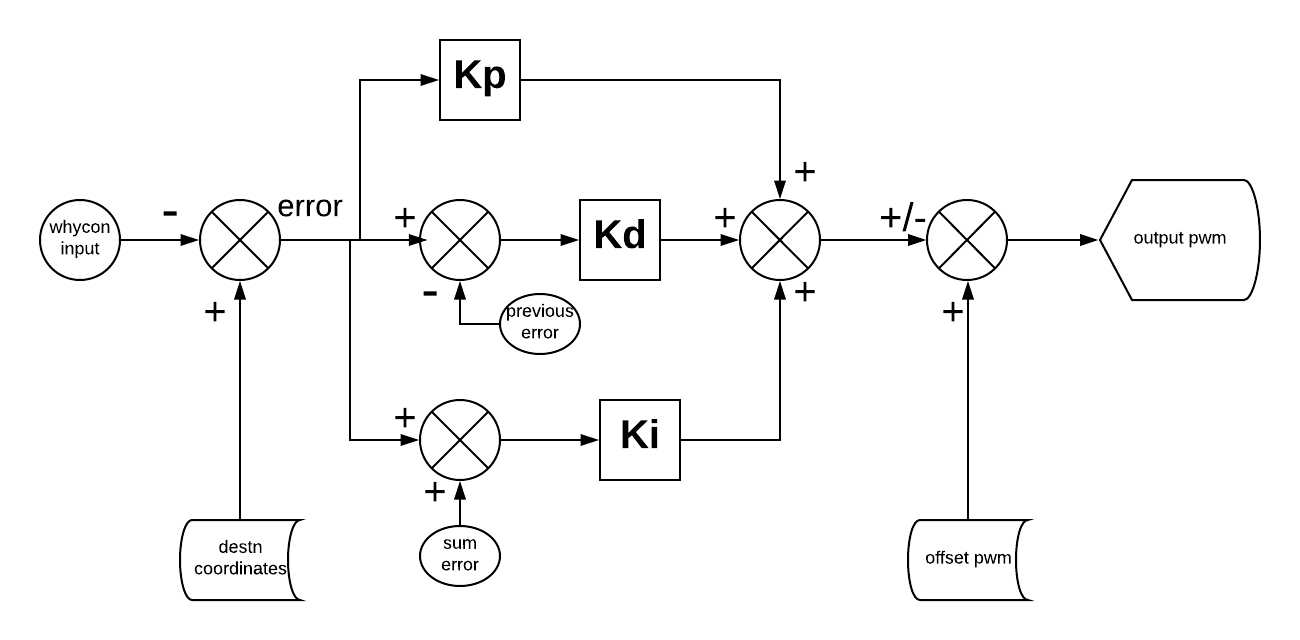 Kp
+
-
error
+
+
+/-
whycon
input
Kd
output pwm
+
-
previous
error
+
+
+
Ki
+
sum
error
destn
coordinates
offset pwm